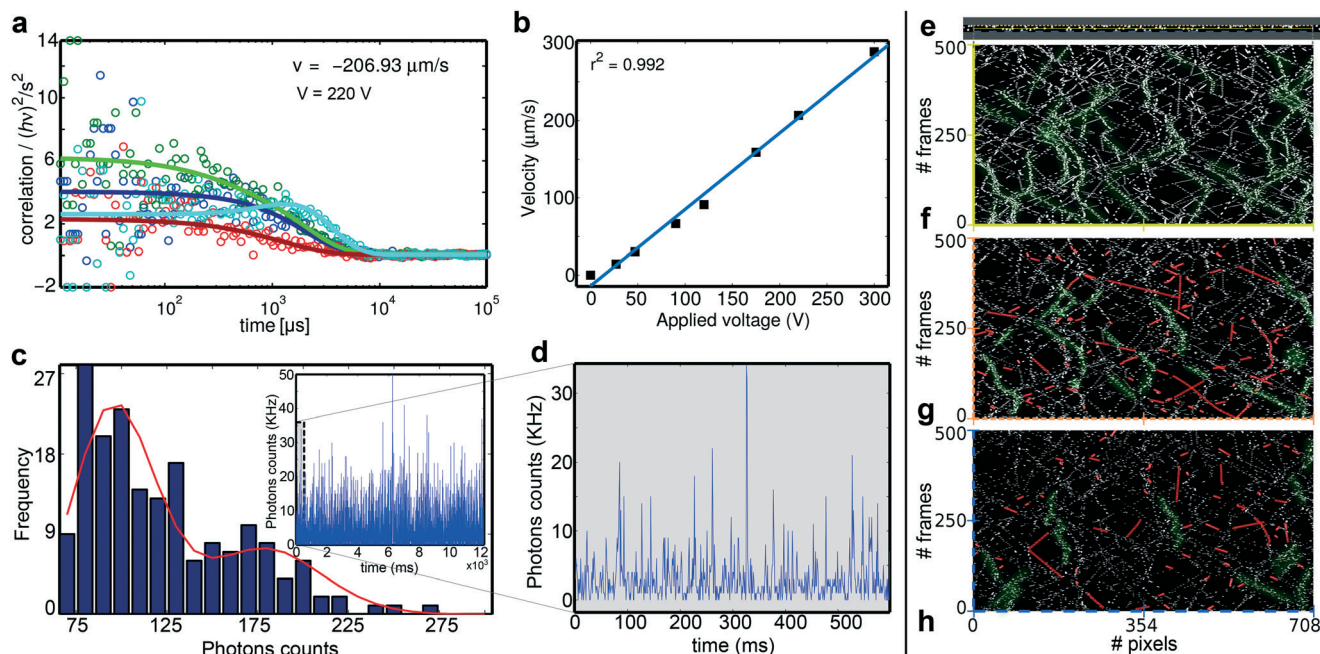 a
14
10
6
2
−2
correlation / (hν)²/s²
v = −206.93 μm/s
V = 220 V
10² 10³ 10⁴ 10⁵
time [μs]
b
300
200
100
0
Velocity (μm/s)
r² = 0.992
0 50 100 150 200 250 300
Applied voltage (V)
c
27
18
9
0
Frequency
75 125 175 225 275
Photons counts
50
40
30
20
10
0
Photons counts (KHz)
0 2 4 6 8 10 12
time (ms) x10³
d
30
20
10
0
Photons counts (KHz)
0 100 200 300 400 500
time (ms)
e
500
250
0
# frames
f
500
250
0
# frames
g
500
250
0
# frames
h
0 354 708
# pixels